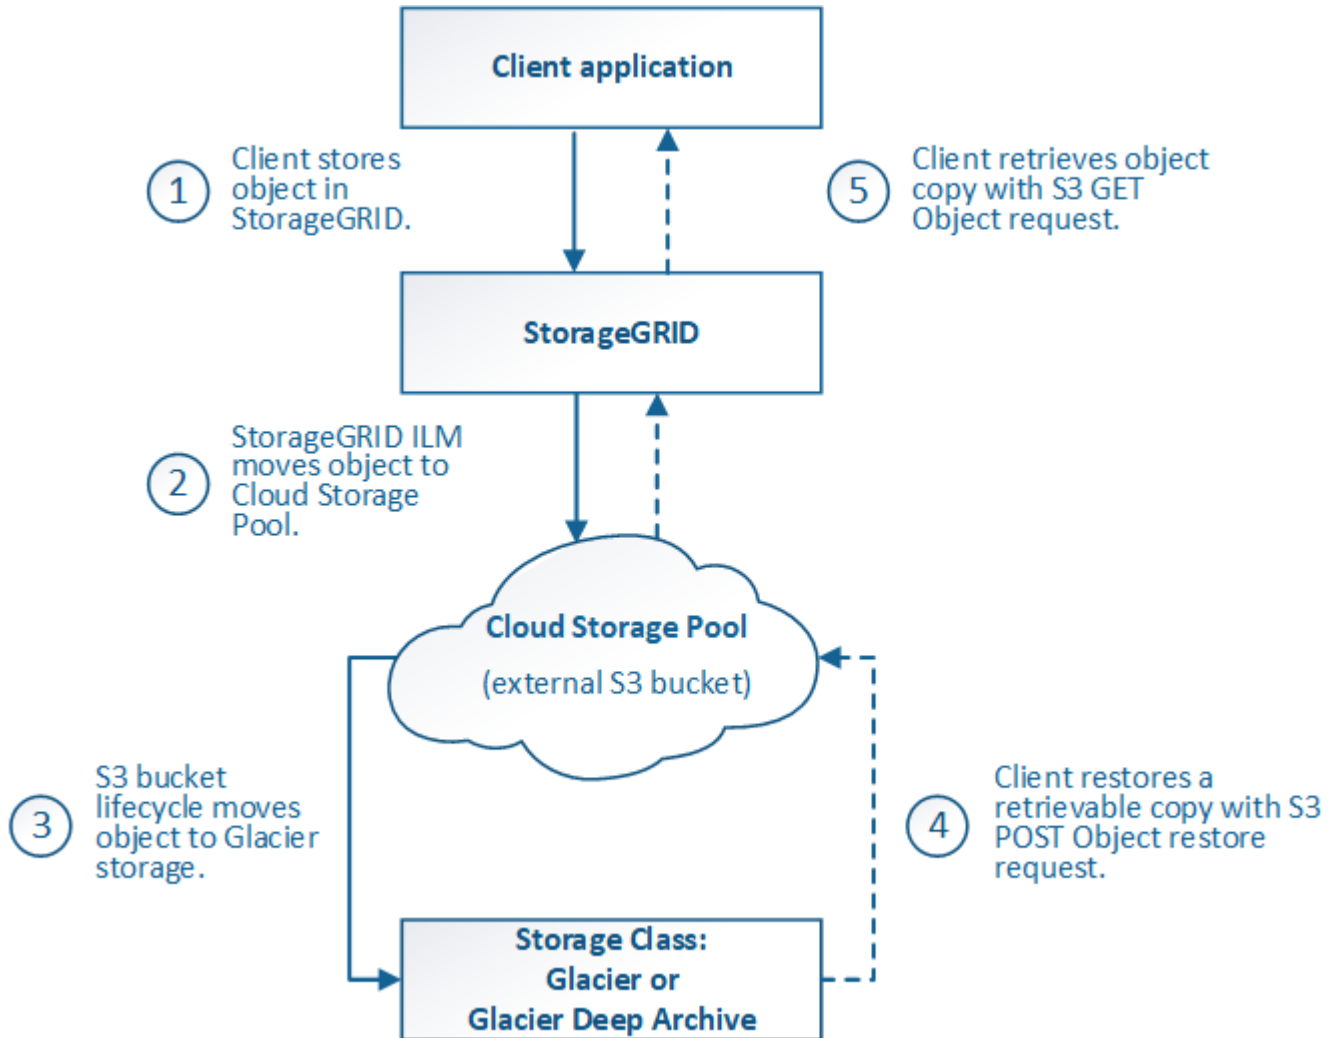 Client application
1
Client stores
object in
StorageGRID.
5
Client retrieves object
copy with S3 GET
Object request.
StorageGRID
2
StorageGRID ILM
moves object to
Cloud Storage
Pool.
Cloud Storage Pool
(external S3 bucket)
3
S3 bucket
lifecycle moves
object to Glacier
storage.
4
Client restores a
retrievable copy with S3
POST Object restore
request.
Storage Class:
Glacier or
Glacier Deep Archive